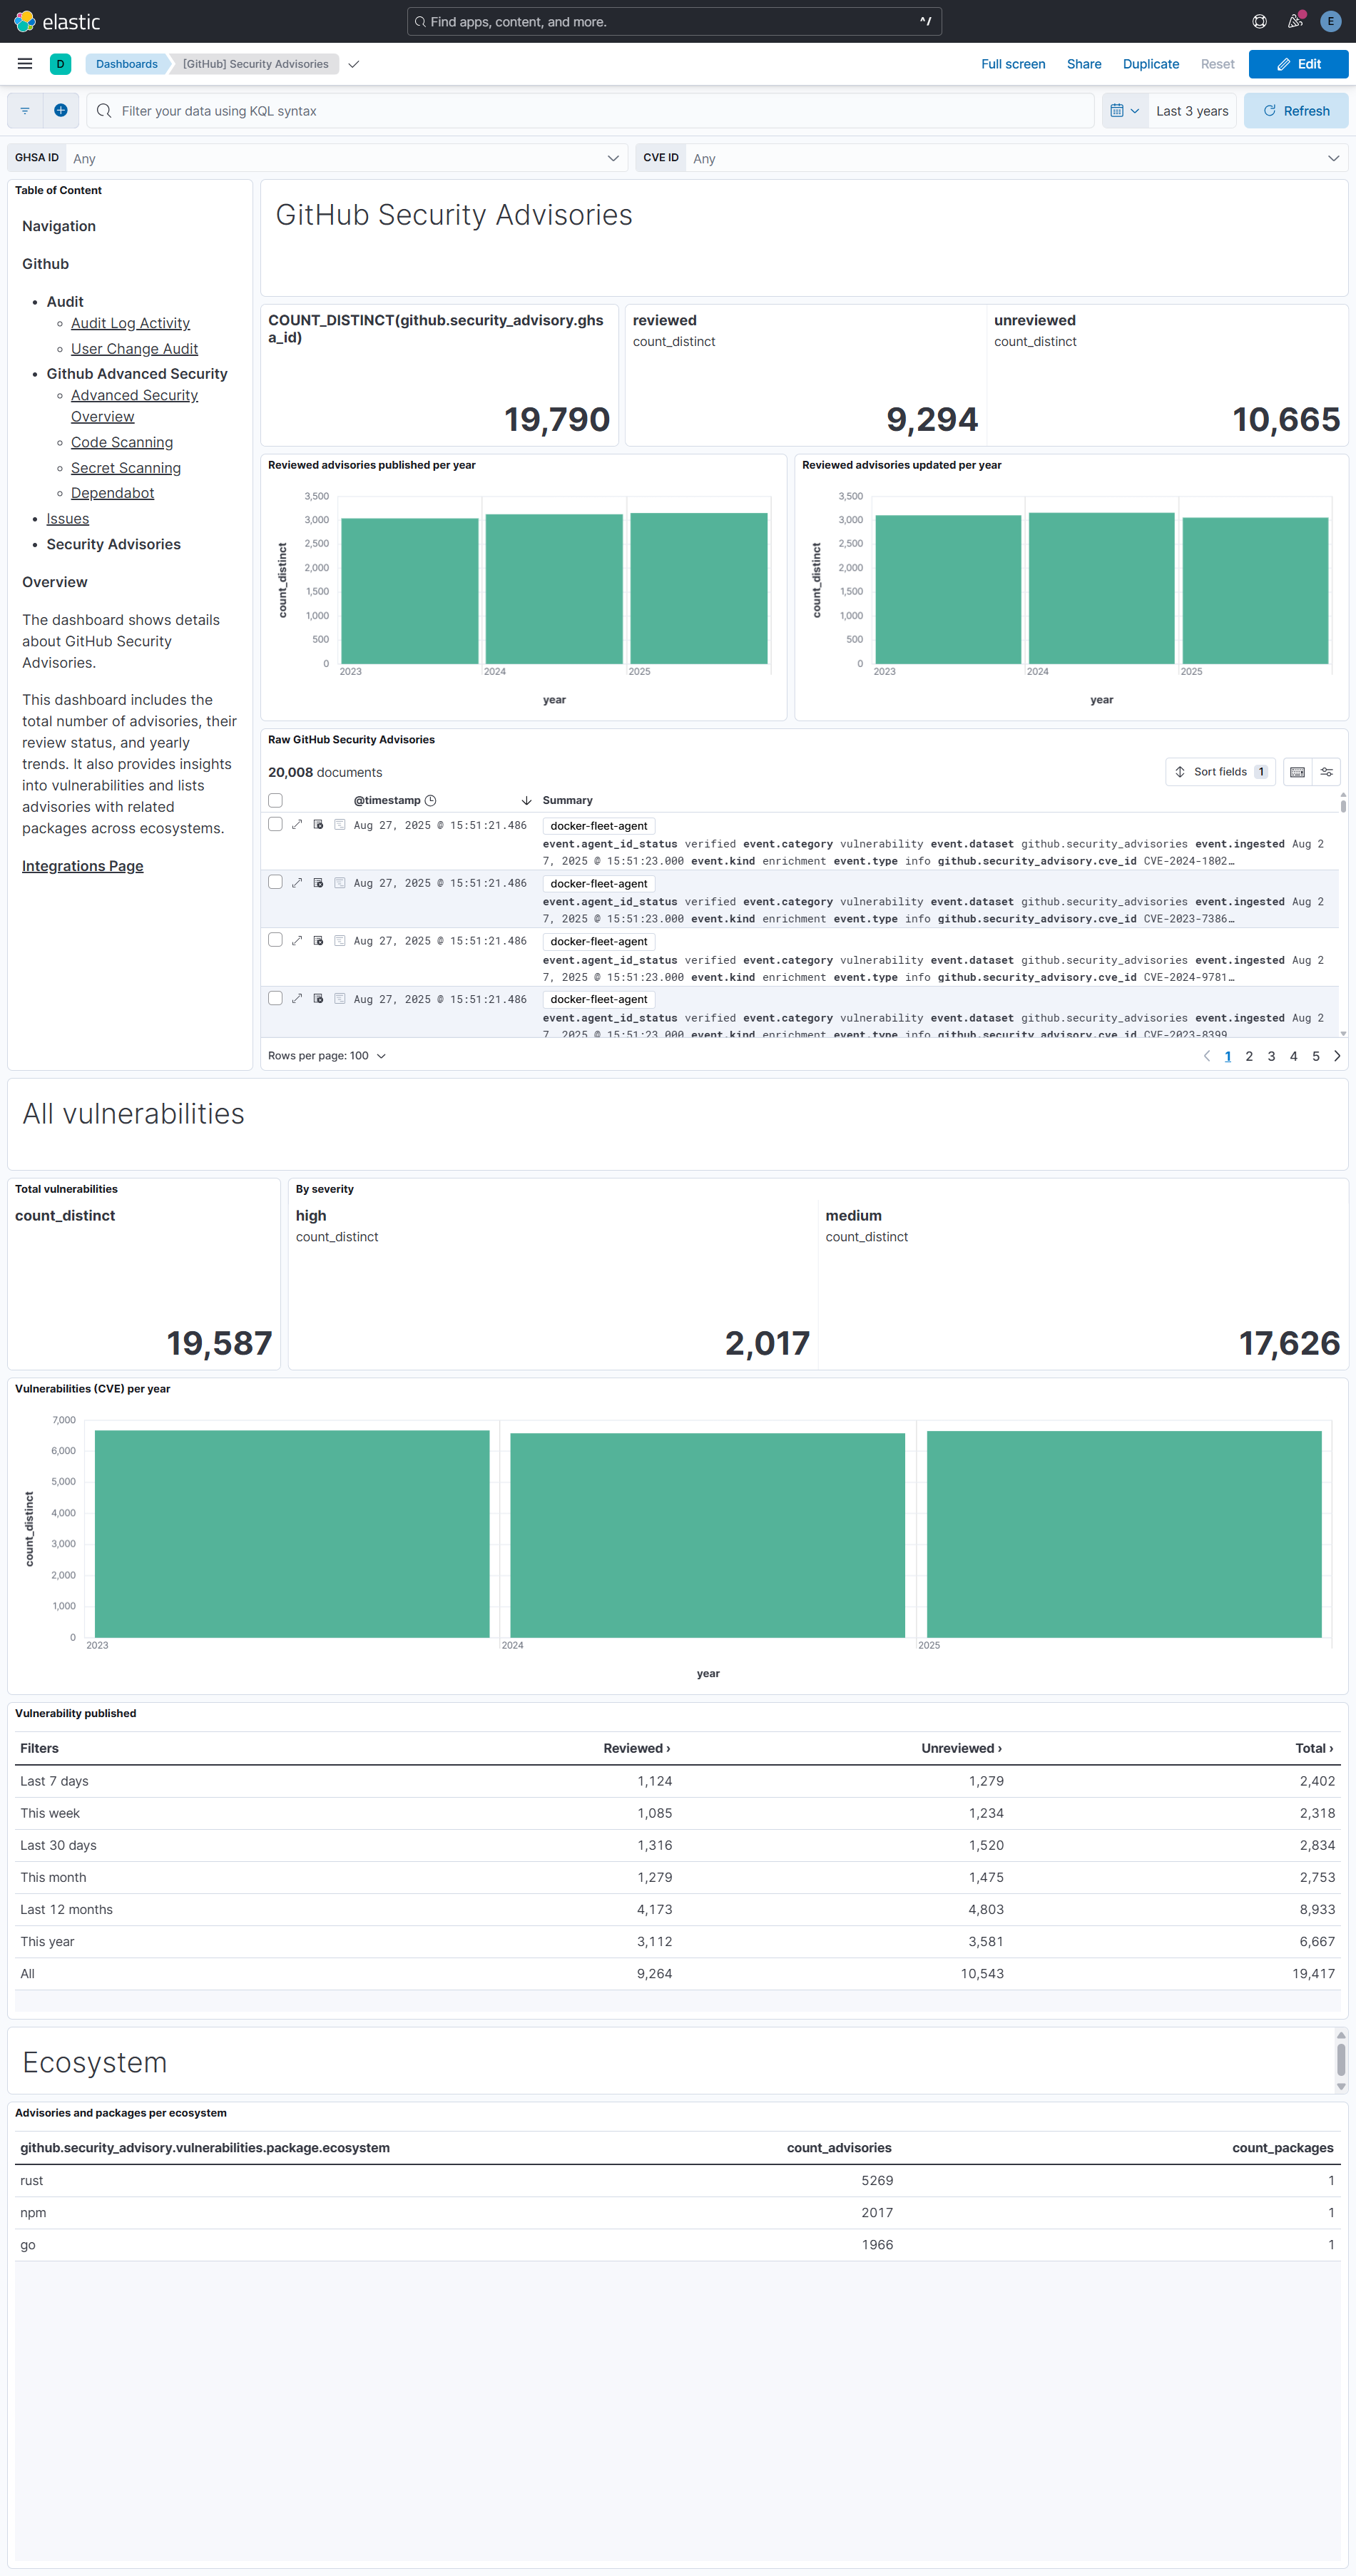 elastic
Find apps, content, and more.
^/
E
D
Dashboards
[GitHub] Security Advisories
Full screen
Share
Duplicate
Reset
Edit
Filter your data using KQL syntax
Last 3 years
Refresh
GHSA ID
Any
CVE ID
Any
Table of Content
Navigation
Github
Audit
Audit Log Activity
User Change Audit
Github Advanced Security
Advanced Security
Overview
Code Scanning
Secret Scanning
Dependabot
Issues
Security Advisories
Overview
The dashboard shows details
about GitHub Security
Advisories.
This dashboard includes the
total number of advisories, their
review status, and yearly
trends. It also provides insights
into vulnerabilities and lists
advisories with related
packages across ecosystems.
Integrations Page
GitHub Security Advisories
COUNT_DISTINCT(github.security_advisory.ghs
a_id)
19,790
reviewed
count_distinct
9,294
unreviewed
count_distinct
10,665
Reviewed advisories published per year
3,500
3,000
2,500
2,000
1,500
1,000
500
0
count_distinct
2023
2024
2025
year
Reviewed advisories updated per year
3,500
3,000
2,500
2,000
1,500
1,000
500
0
count_distinct
2023
2024
2025
year
Raw GitHub Security Advisories
20,008 documents
Sort fields 1
@timestamp
Summary
Aug 27, 2025 @ 15:51:21.486
docker-fleet-agent
event.agent_id_status verified event.category vulnerability event.dataset github.security_advisories event.ingested Aug 2
7, 2025 @ 15:51:23.000 event.kind enrichment event.type info github.security_advisory.cve_id CVE-2024-1802…
Aug 27, 2025 @ 15:51:21.486
docker-fleet-agent
event.agent_id_status verified event.category vulnerability event.dataset github.security_advisories event.ingested Aug 2
7, 2025 @ 15:51:23.000 event.kind enrichment event.type info github.security_advisory.cve_id CVE-2023-7386…
Aug 27, 2025 @ 15:51:21.486
docker-fleet-agent
event.agent_id_status verified event.category vulnerability event.dataset github.security_advisories event.ingested Aug 2
7, 2025 @ 15:51:23.000 event.kind enrichment event.type info github.security_advisory.cve_id CVE-2024-9781…
Aug 27, 2025 @ 15:51:21.486
docker-fleet-agent
event.agent_id_status verified event.category vulnerability event.dataset github.security_advisories event.ingested Aug 2
7, 2025 @ 15:51:23.000 event.kind enrichment event.type info github.security_advisory.cve_id CVE-2023-8399
Rows per page: 100
1 2 3 4 5
All vulnerabilities
Total vulnerabilities
count_distinct
19,587
By severity
high
count_distinct
2,017
medium
count_distinct
17,626
Vulnerabilities (CVE) per year
7,000
6,000
5,000
4,000
3,000
2,000
1,000
0
count_distinct
2023
2024
2025
year
Vulnerability published
Filters Reviewed › Unreviewed › Total ›
Last 7 days 1,124 1,279 2,402
This week 1,085 1,234 2,318
Last 30 days 1,316 1,520 2,834
This month 1,279 1,475 2,753
Last 12 months 4,173 4,803 8,933
This year 3,112 3,581 6,667
All 9,264 10,543 19,417
Ecosystem
Advisories and packages per ecosystem
github.security_advisory.vulnerabilities.package.ecosystem count_advisories count_packages
rust 5269 1
npm 2017 1
go 1966 1